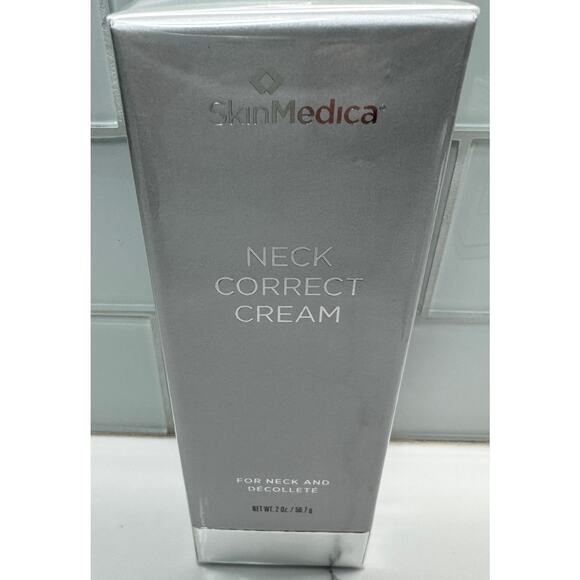 SkinMedica®
NECK
CORRECT
CREAM
FOR NECK AND
DÉCOLLETÉ
NET WT. 2 Oz. / 56.7 g